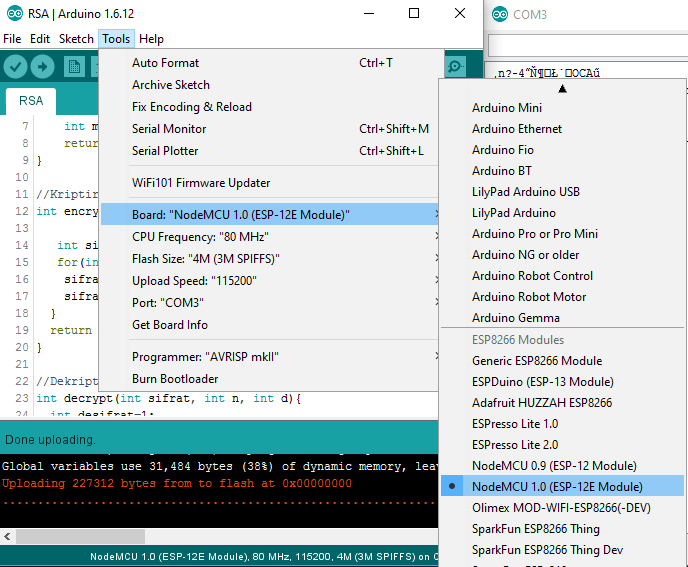 RSA | Arduino 1.6.12
File Edit Sketch Tools Help
RSA
7 int m
8 return
9 }
10
11 //Kriptir
12 int encry
13
14 int si
15 for(in
16 sifrat
17 sifrat
18 }
19 return
20 }
21
22 //Dekript
23 int decrypt(int sifrat, int n, int d){
24 int desifrat=1;
Auto Format Ctrl+T
Archive Sketch
Fix Encoding & Reload
Serial Monitor Ctrl+Shift+M
Serial Plotter Ctrl+Shift+L
WiFi101 Firmware Updater
Board: "NodeMCU 1.0 (ESP-12E Module)"
CPU Frequency: "80 MHz"
Flash Size: "4M (3M SPIFFS)"
Upload Speed: "115200"
Port: "COM3"
Get Board Info
Programmer: "AVRISP mkII"
Burn Bootloader
COM3
Arduino Mini
Arduino Ethernet
Arduino Fio
Arduino BT
LilyPad Arduino USB
LilyPad Arduino
Arduino Pro or Pro Mini
Arduino NG or older
Arduino Robot Control
Arduino Robot Motor
Arduino Gemma
ESP8266 Modules
Generic ESP8266 Module
ESPDuino (ESP-13 Module)
Adafruit HUZZAH ESP8266
ESPresso Lite 1.0
ESPresso Lite 2.0
NodeMCU 0.9 (ESP-12 Module)
NodeMCU 1.0 (ESP-12E Module)
Olimex MOD-WIFI-ESP8266(-DEV)
SparkFun ESP8266 Thing
SparkFun ESP8266 Thing Dev
Done uploading.
Global variables use 31,484 bytes (38%) of dynamic memory, leav
Uploading 227312 bytes from to flash at 0x00000000
................................................................
NodeMCU 1.0 (ESP-12E Module), 80 MHz, 115200, 4M (3M SPIFFS) on C